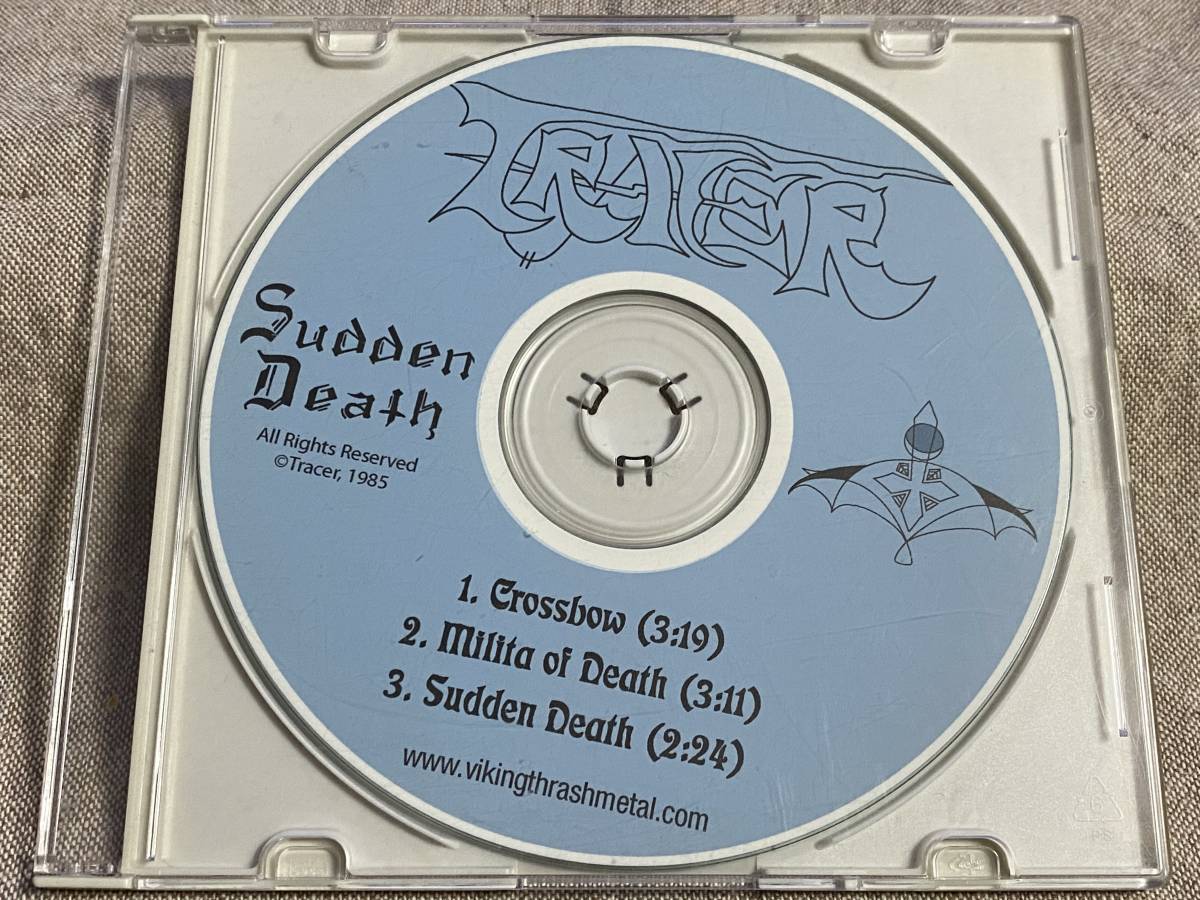 TRACER
Sudden
Death
All Rights Reserved
©Tracer, 1985
1. Crossbow (3:19)
2. Milita of Death (3:11)
3. Sudden Death (2:24)
www.vikingthrashmetal.com
PS